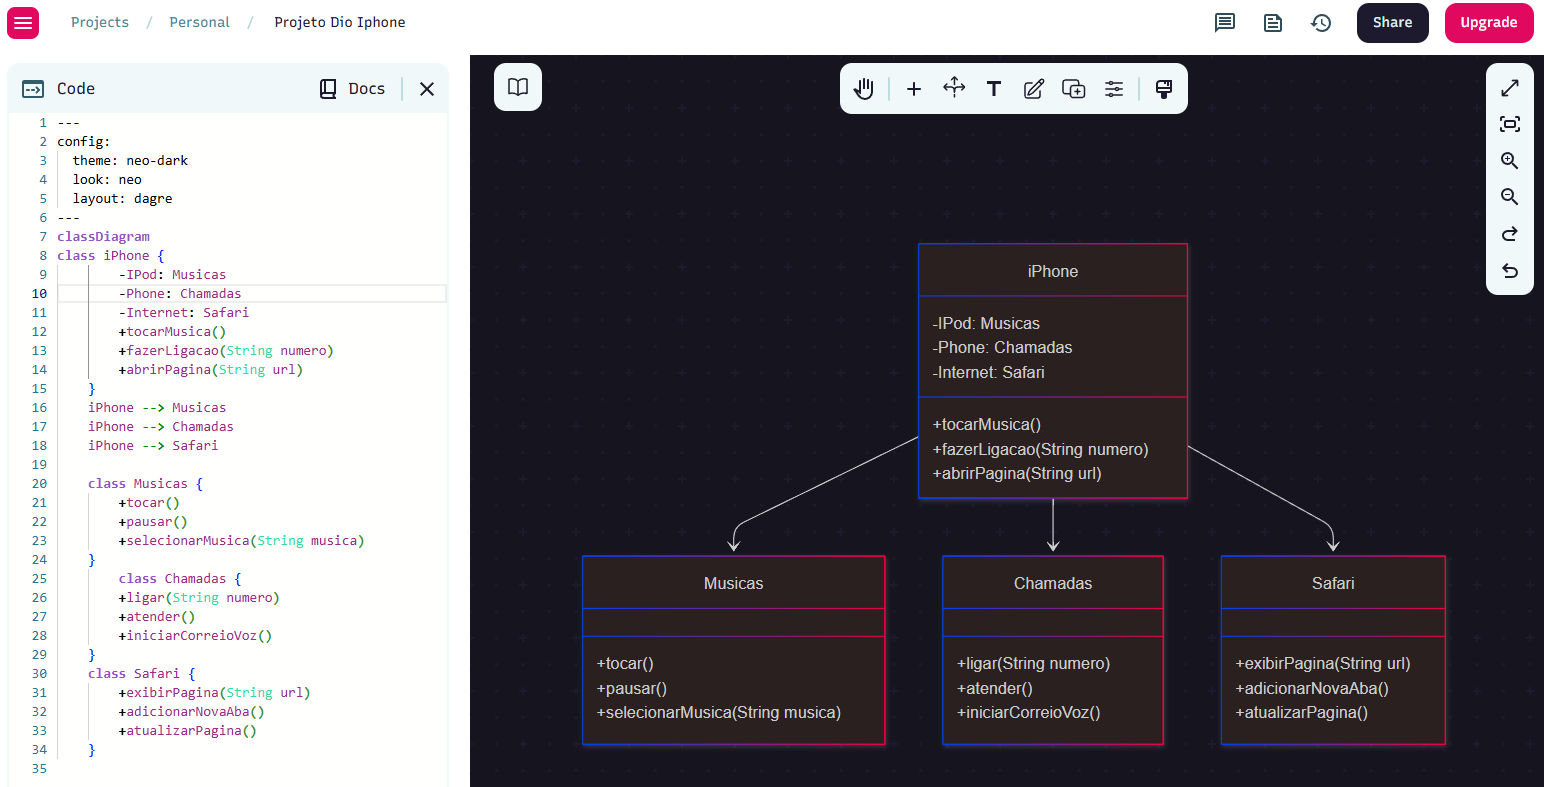 Projects / Personal / Projeto Dio Iphone
Share
Upgrade
Code
Docs
1 ---
2 config:
3 theme: neo-dark
4 look: neo
5 layout: dagre
6 ---
7 classDiagram
8 class iPhone {
9 -IPod: Musicas
10 -Phone: Chamadas
11 -Internet: Safari
12 +tocarMusica()
13 +fazerLigacao(String numero)
14 +abrirPagina(String url)
15 }
16 iPhone --> Musicas
17 iPhone --> Chamadas
18 iPhone --> Safari
19
20 class Musicas {
21 +tocar()
22 +pausar()
23 +selecionarMusica(String musica)
24 }
25 class Chamadas {
26 +ligar(String numero)
27 +atender()
28 +iniciarCorreioVoz()
29 }
30 class Safari {
31 +exibirPagina(String url)
32 +adicionarNovaAba()
33 +atualizarPagina()
34 }
35
T
iPhone
-IPod: Musicas
-Phone: Chamadas
-Internet: Safari
+tocarMusica()
+fazerLigacao(String numero)
+abrirPagina(String url)
Musicas
+tocar()
+pausar()
+selecionarMusica(String musica)
Chamadas
+ligar(String numero)
+atender()
+iniciarCorreioVoz()
Safari
+exibirPagina(String url)
+adicionarNovaAba()
+atualizarPagina()